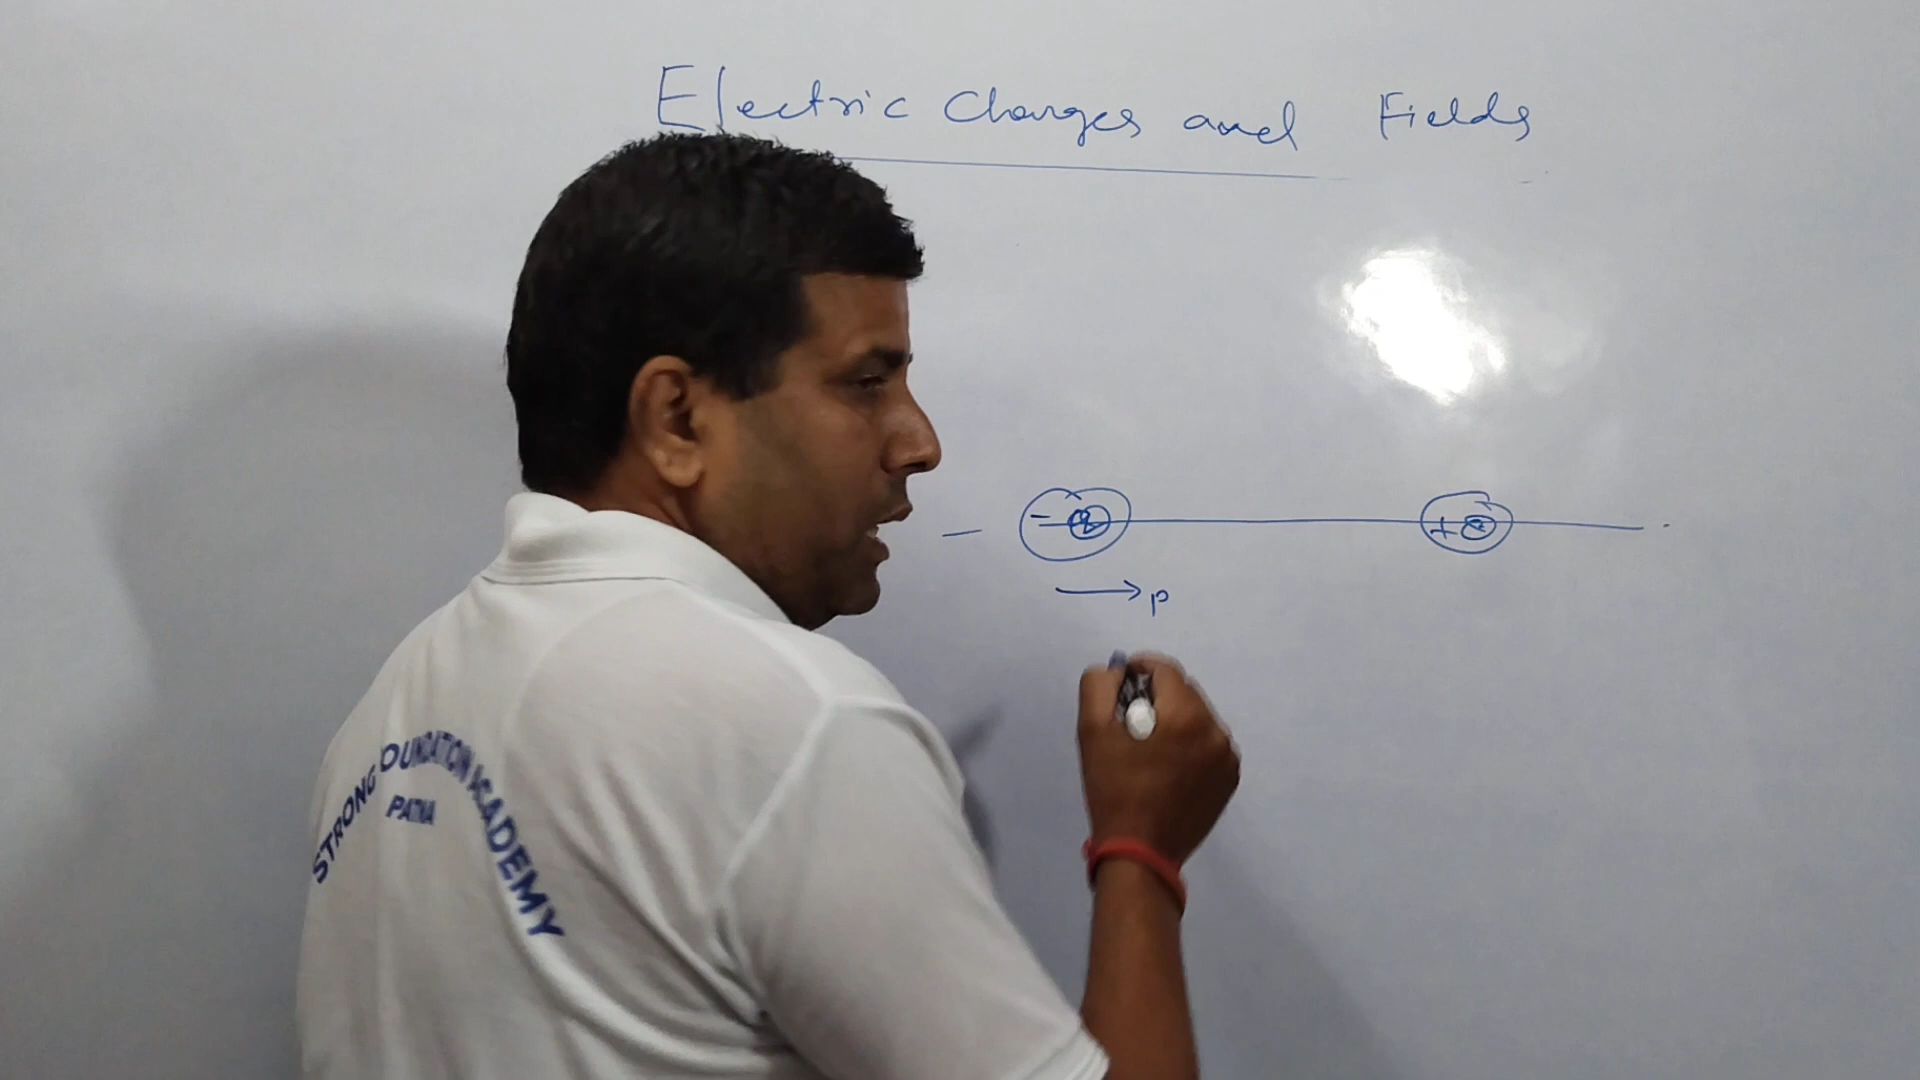 Electric Charges and Fields
- q
+ q
→ p
STRONG FOUNDATION ACADEMY
PATNA